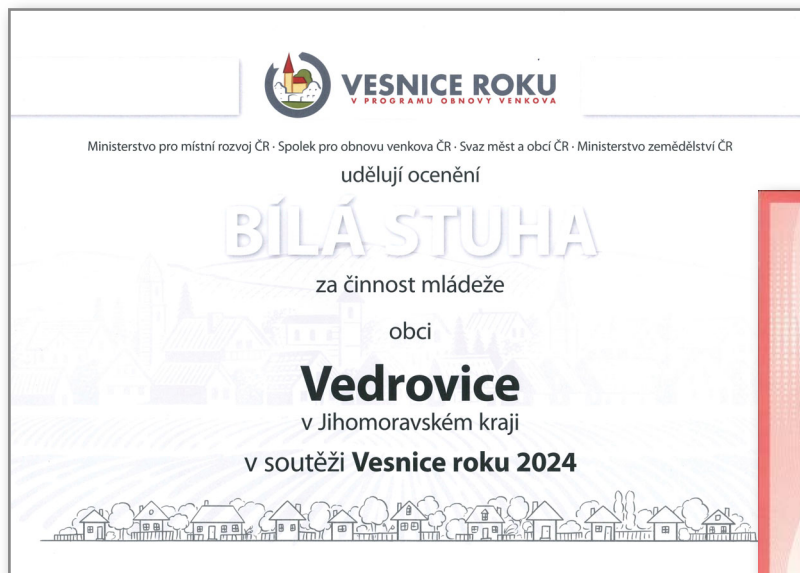 VESNICE ROKU
V PROGRAMU OBNOVY VENKOVA
Ministerstvo pro místní rozvoj ČR · Spolek pro obnovu venkova ČR · Svaz měst a obcí ČR · Ministerstvo zemědělství ČR
udělují ocenění
BÍLÁ STUHA
za činnost mládeže
obci
Vedrovice
v Jihomoravském kraji
v soutěži Vesnice roku 2024